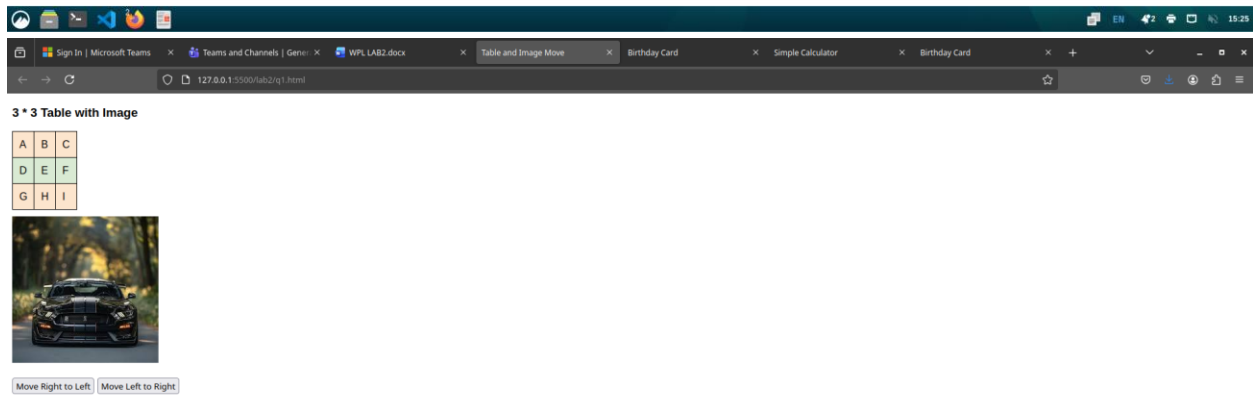 EN 2 15:25
Sign In | Microsoft Teams Teams and Channels | Gener WPL LAB2.docx Table and Image Move Birthday Card Simple Calculator Birthday Card
127.0.0.1:5500/lab2/q1.html
3 * 3 Table with Image
A B C
D E F
G H I
Move Right to Left Move Left to Right